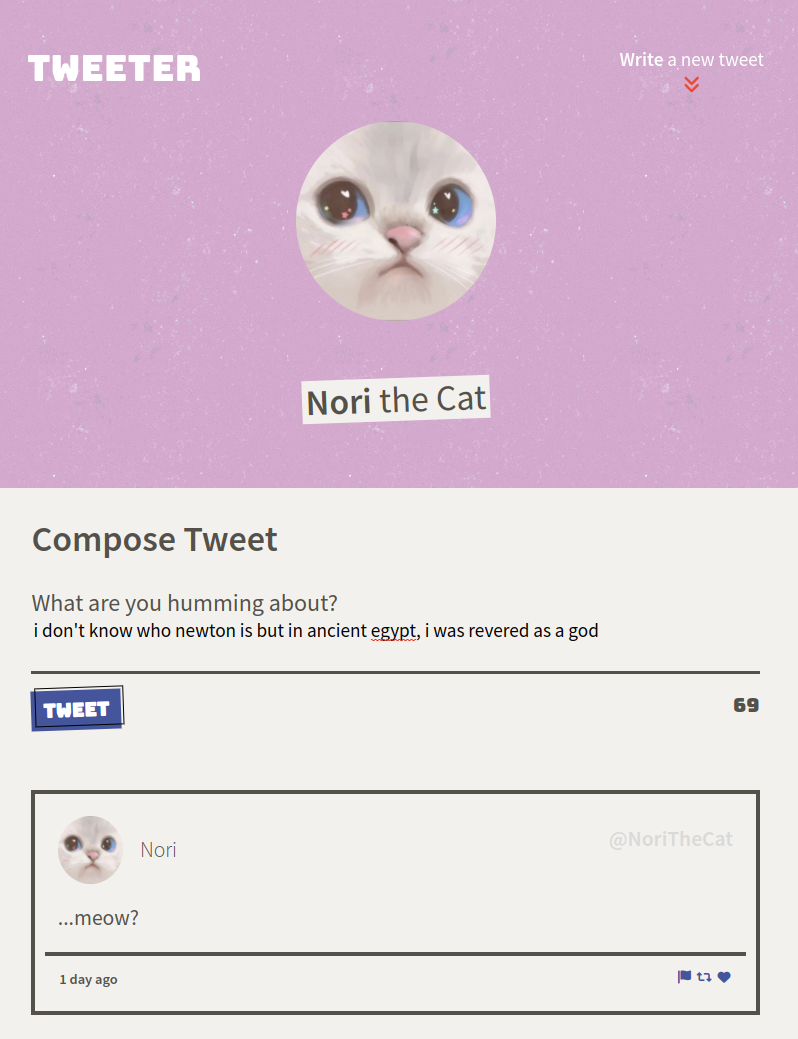 TWEETER
Write a new tweet
Nori the Cat
Compose Tweet
What are you humming about?
i don't know who newton is but in ancient egypt, i was revered as a god
TWEET
69
Nori
@NoriTheCat
...meow?
1 day ago